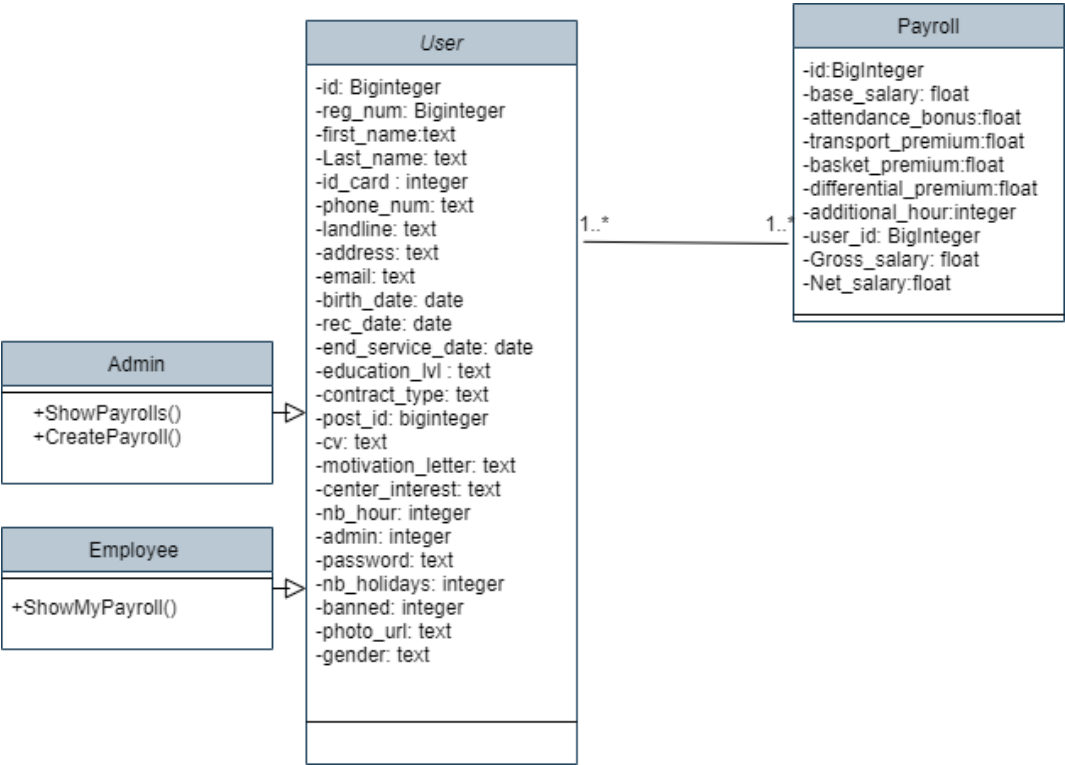 User
-id: Biginteger
-reg_num: Biginteger
-first_name:text
-Last_name: text
-id_card : integer
-phone_num: text
-landline: text
-address: text
-email: text
-birth_date: date
-rec_date: date
-end_service_date: date
-education_lvl : text
-contract_type: text
-post_id: biginteger
-cv: text
-motivation_letter: text
-center_interest: text
-nb_hour: integer
-admin: integer
-password: text
-nb_holidays: integer
-banned: integer
-photo_url: text
-gender: text
1..*
1..*
Payroll
-id:BigInteger
-base_salary: float
-attendance_bonus:float
-transport_premium:float
-basket_premium:float
-differential_premium:float
-additional_hour:integer
-user_id: BigInteger
-Gross_salary: float
-Net_salary:float
Admin
+ShowPayrolls()
+CreatePayroll()
Employee
+ShowMyPayroll()